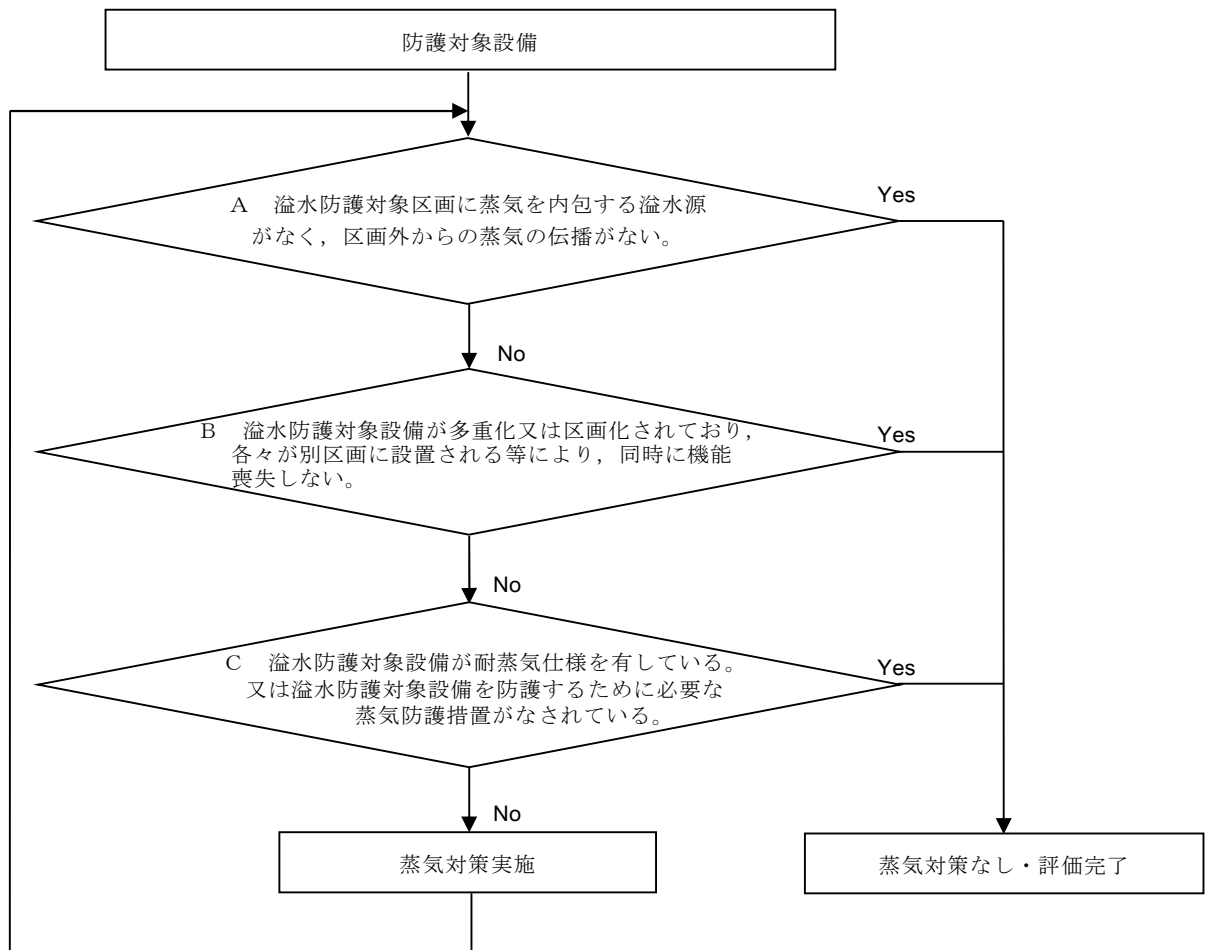 防護対象設備
A 溢水防護対象区画に蒸気を内包する溢水源
がなく，区画外からの蒸気の伝播がない。
Yes
No
B 溢水防護対象設備が多重化又は区画化されており，
各々が別区画に設置される等により，同時に機能
喪失しない。
Yes
No
C 溢水防護対象設備が耐蒸気仕様を有している。
又は溢水防護対象設備を防護するために必要な
蒸気防護措置がなされている。
Yes
No
蒸気対策実施
蒸気対策なし・評価完了